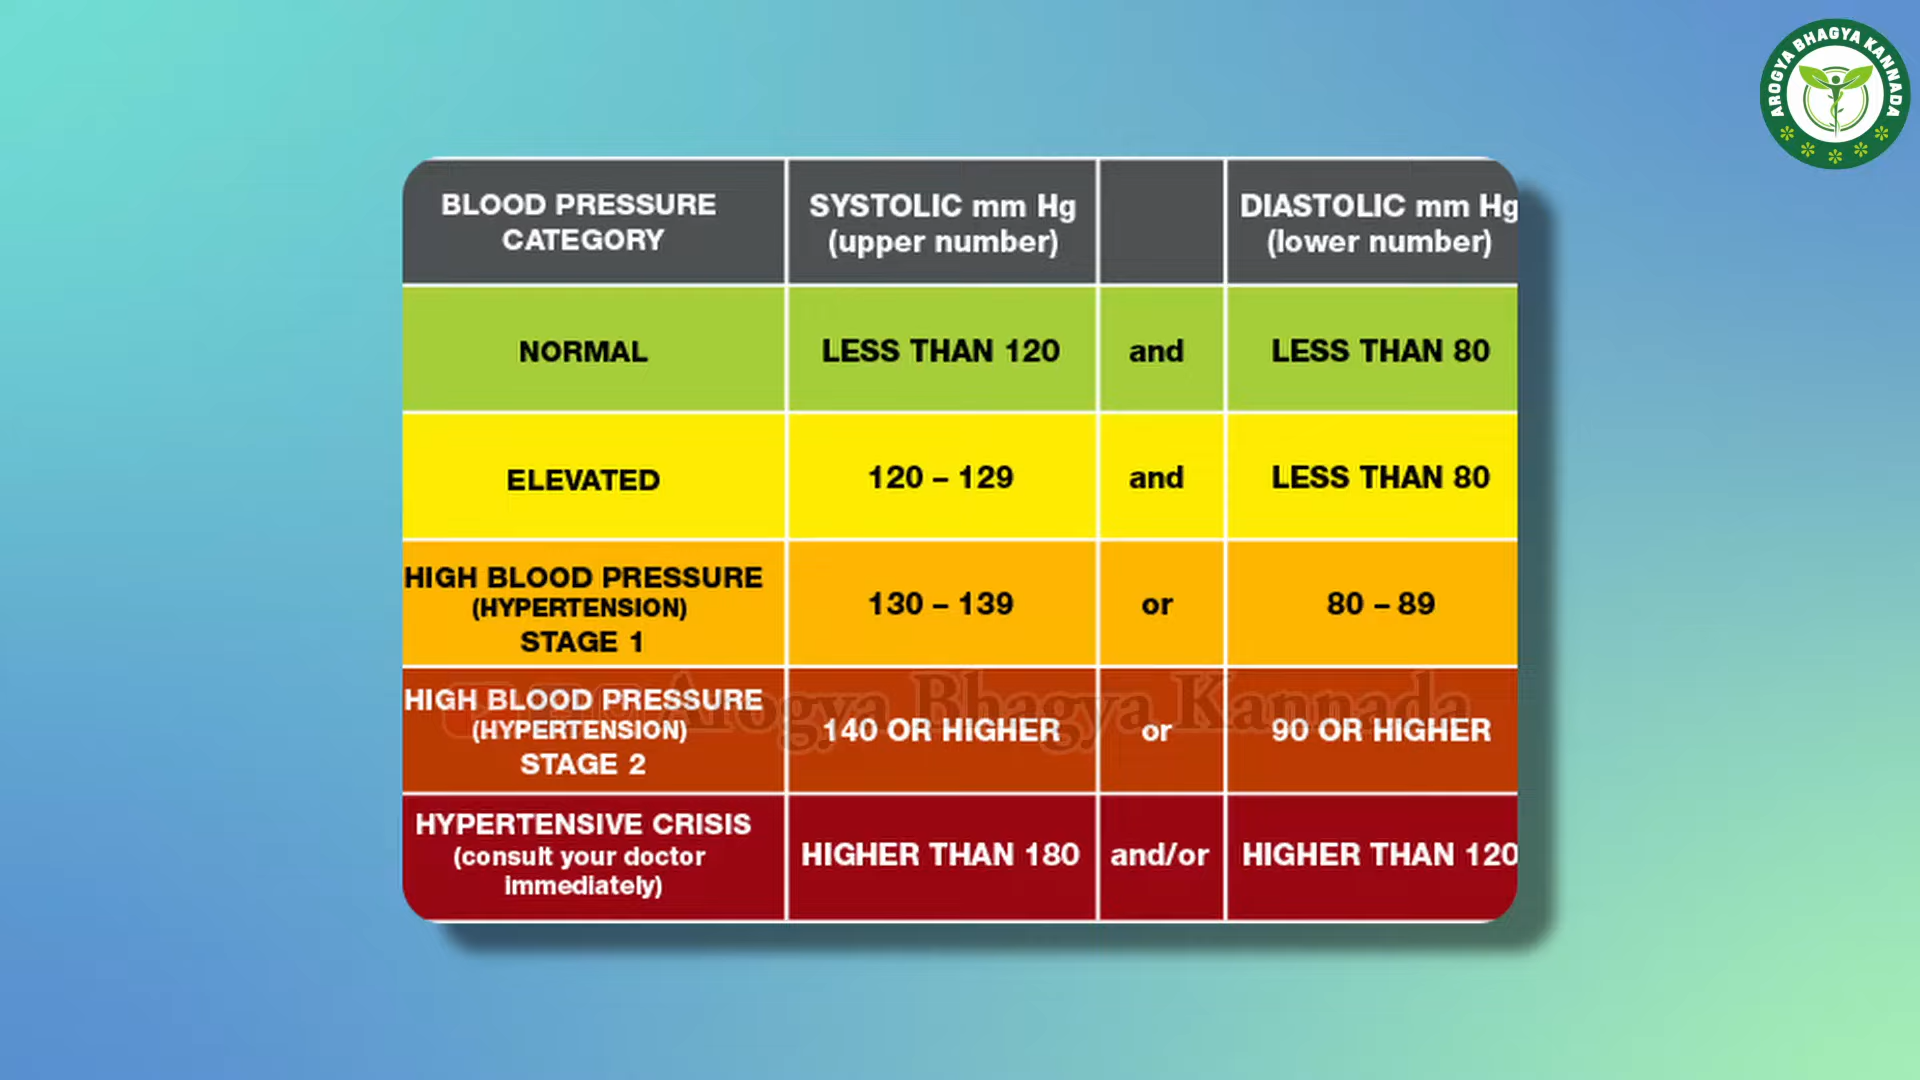 AROGYA BHAGYA KANNADA
BLOOD PRESSURE
CATEGORY
SYSTOLIC mm Hg
(upper number)
DIASTOLIC mm Hg
(lower number)
NORMAL
LESS THAN 120
and
LESS THAN 80
ELEVATED
120 – 129
and
LESS THAN 80
HIGH BLOOD PRESSURE
(HYPERTENSION)
STAGE 1
130 – 139
or
80 – 89
HIGH BLOOD PRESSURE
(HYPERTENSION)
STAGE 2
140 OR HIGHER
or
90 OR HIGHER
Arogya Bhagya Kannada
HYPERTENSIVE CRISIS
(consult your doctor
immediately)
HIGHER THAN 180
and/or
HIGHER THAN 120